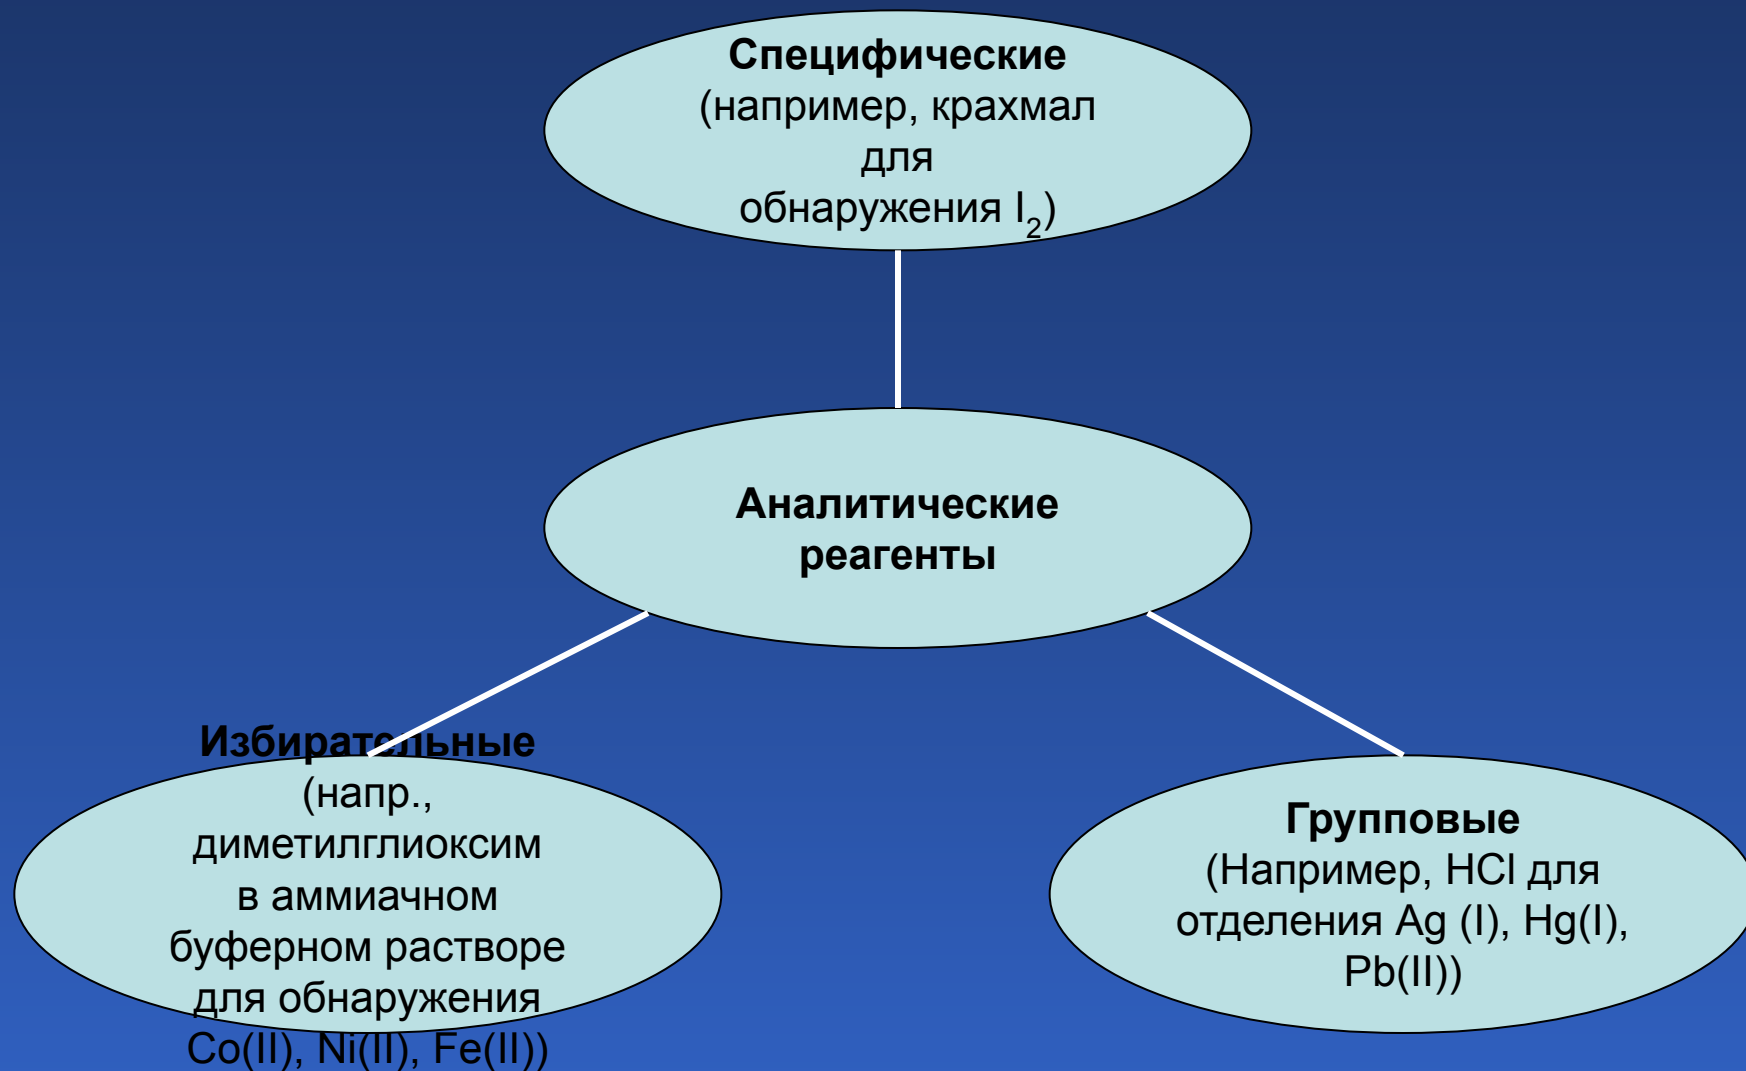 Специфические
(например, крахмал
для
обнаружения I₂)
Аналитические
реагенты
Избирательные
(напр.,
диметилглиоксим
в аммиачном
буферном растворе
для обнаружения
Co(II), Ni(II), Fe(II))
Групповые
(Например, HCl для
отделения Ag (I), Hg(I),
Pb(II))